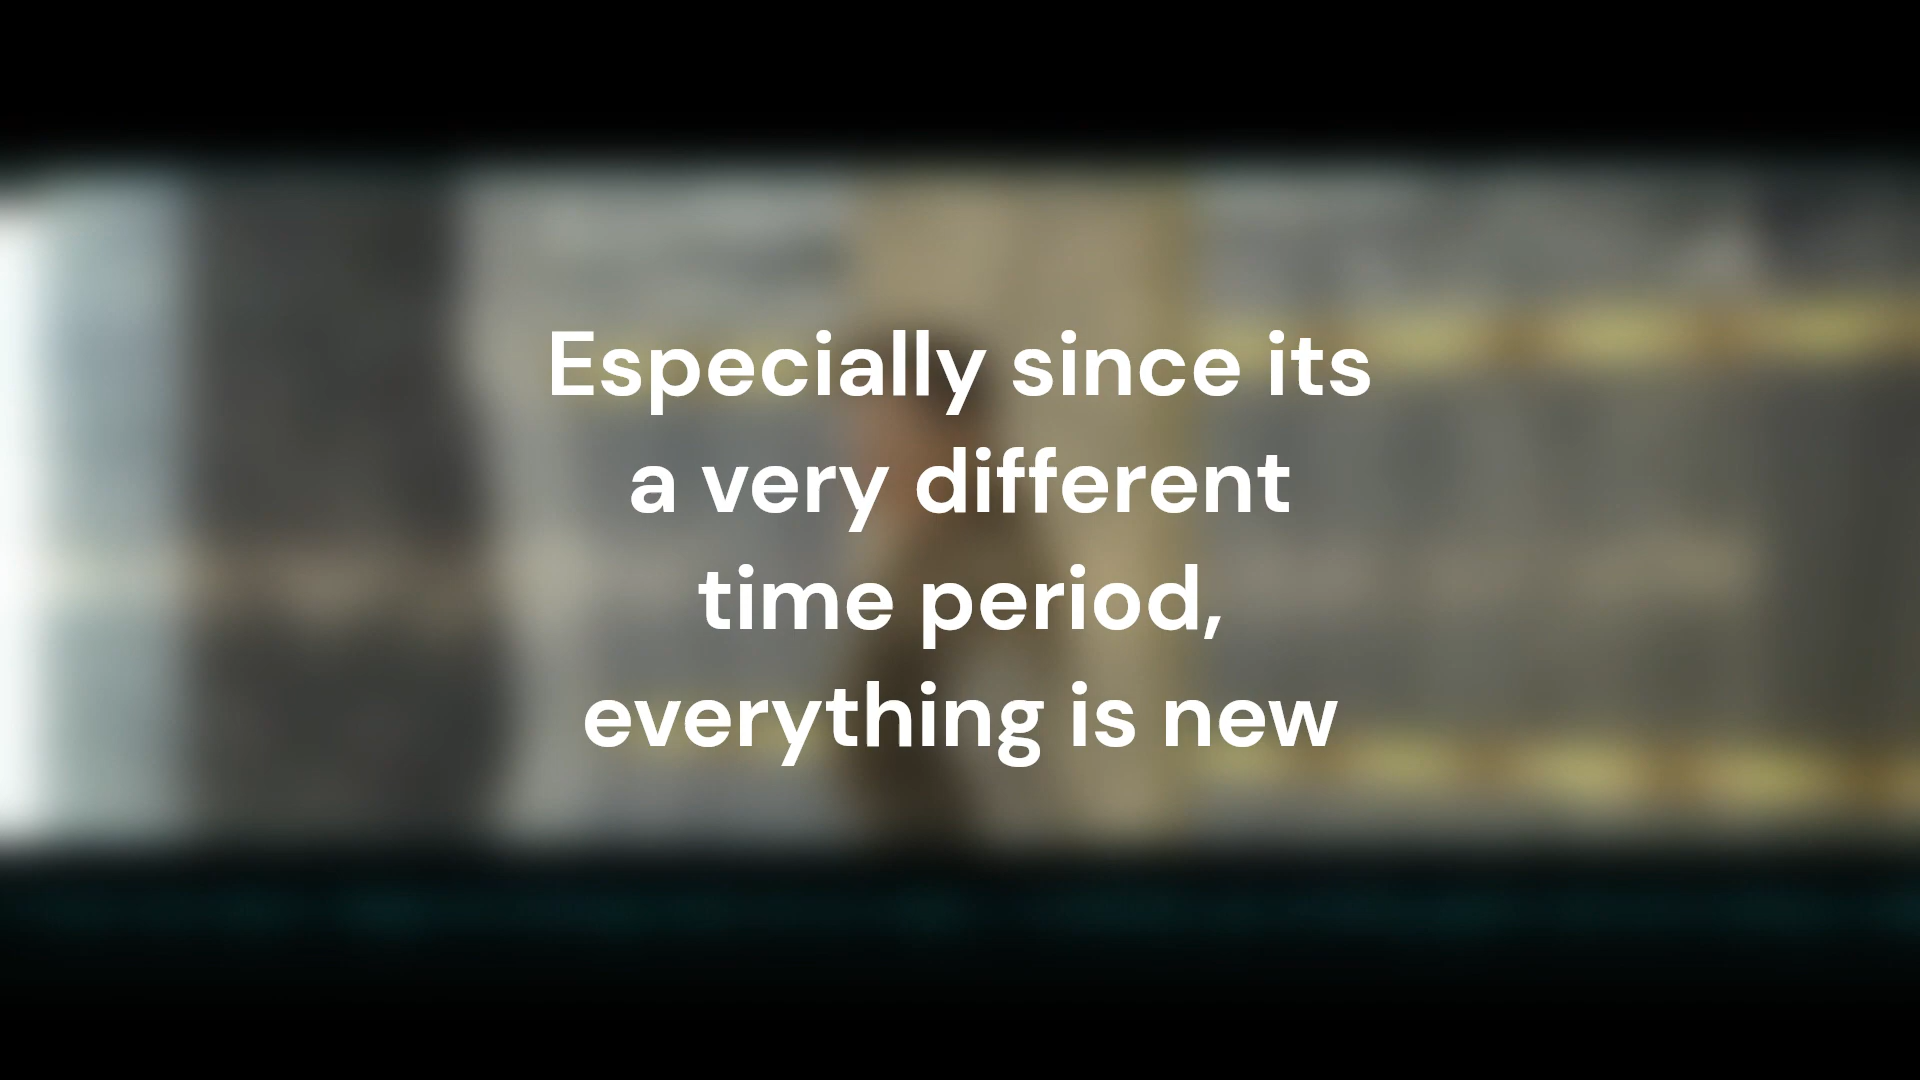 Especially since its
a very different
time period,
everything is new